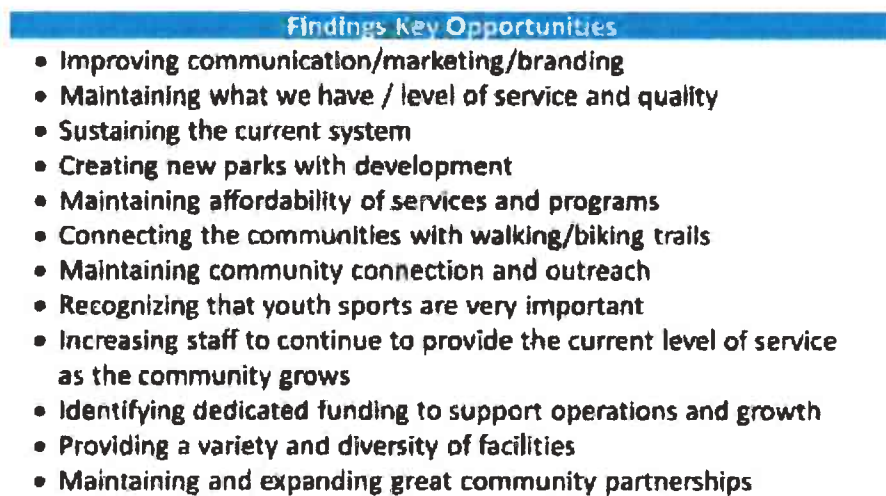 Findings Key Opportunities
• Improving communication/marketing/branding
• Maintaining what we have / level of service and quality
• Sustaining the current system
• Creating new parks with development
• Maintaining affordability of services and programs
• Connecting the communities with walking/biking trails
• Maintaining community connection and outreach
• Recognizing that youth sports are very important
• Increasing staff to continue to provide the current level of service
as the community grows
• Identifying dedicated funding to support operations and growth
• Providing a variety and diversity of facilities
• Maintaining and expanding great community partnerships